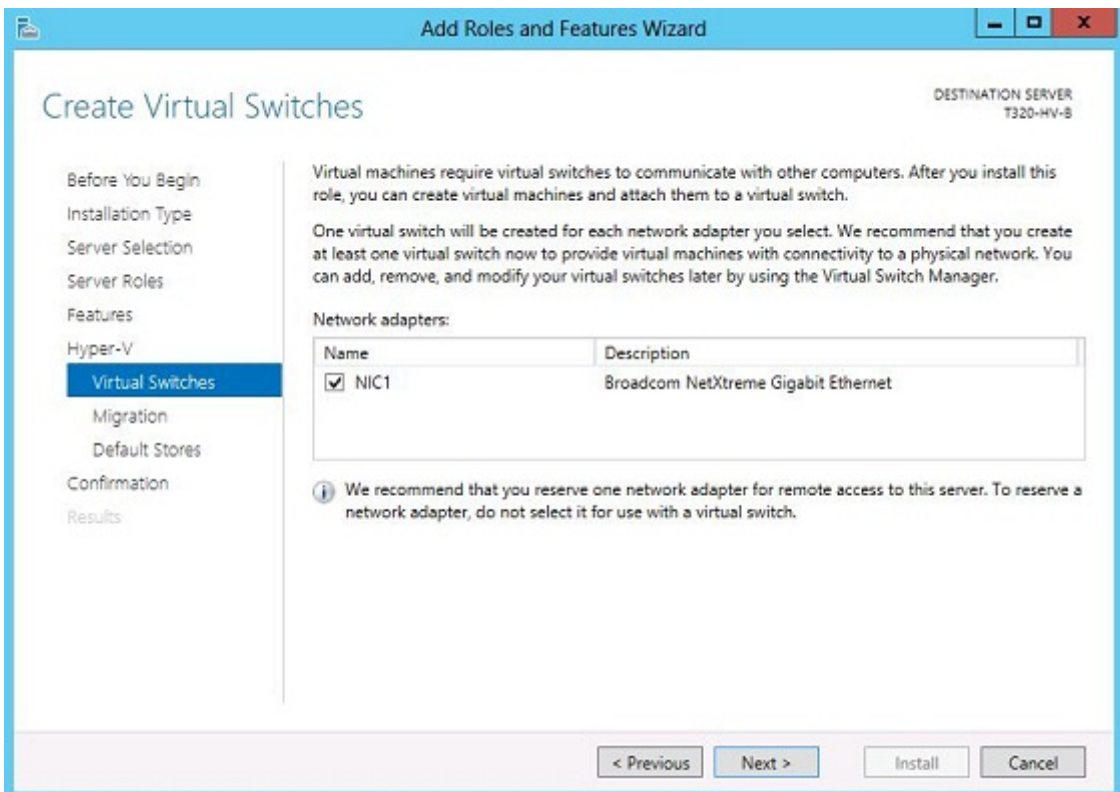 Add Roles and Features Wizard
Create Virtual Switches
DESTINATION SERVER
T320-HV-B
Before You Begin
Installation Type
Server Selection
Server Roles
Features
Hyper-V
Virtual Switches
Migration
Default Stores
Confirmation
Results
Virtual machines require virtual switches to communicate with other computers. After you install this
role, you can create virtual machines and attach them to a virtual switch.
One virtual switch will be created for each network adapter you select. We recommend that you create
at least one virtual switch now to provide virtual machines with connectivity to a physical network. You
can add, remove, and modify your virtual switches later by using the Virtual Switch Manager.
Network adapters:
Name Description
NIC1 Broadcom NetXtreme Gigabit Ethernet
We recommend that you reserve one network adapter for remote access to this server. To reserve a
network adapter, do not select it for use with a virtual switch.
< Previous Next > Install Cancel